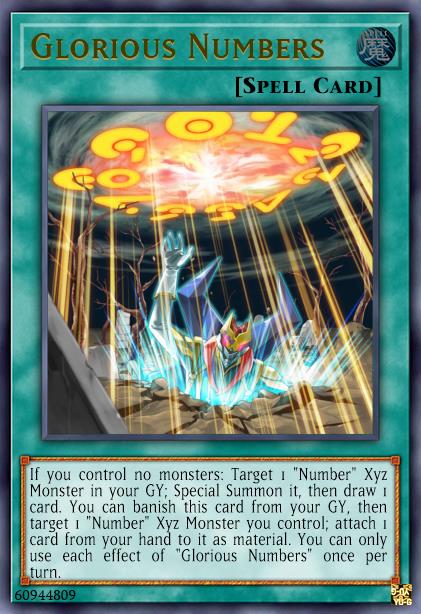 GLORIOUS NUMBERS
魔
[SPELL CARD]
If you control no monsters: Target 1 "Number" Xyz
Monster in your GY; Special Summon it, then draw 1
card. You can banish this card from your GY, then
target 1 "Number" Xyz Monster you control; attach 1
card from your hand to it as material. You can only
use each effect of "Glorious Numbers" once per
turn.
60944809